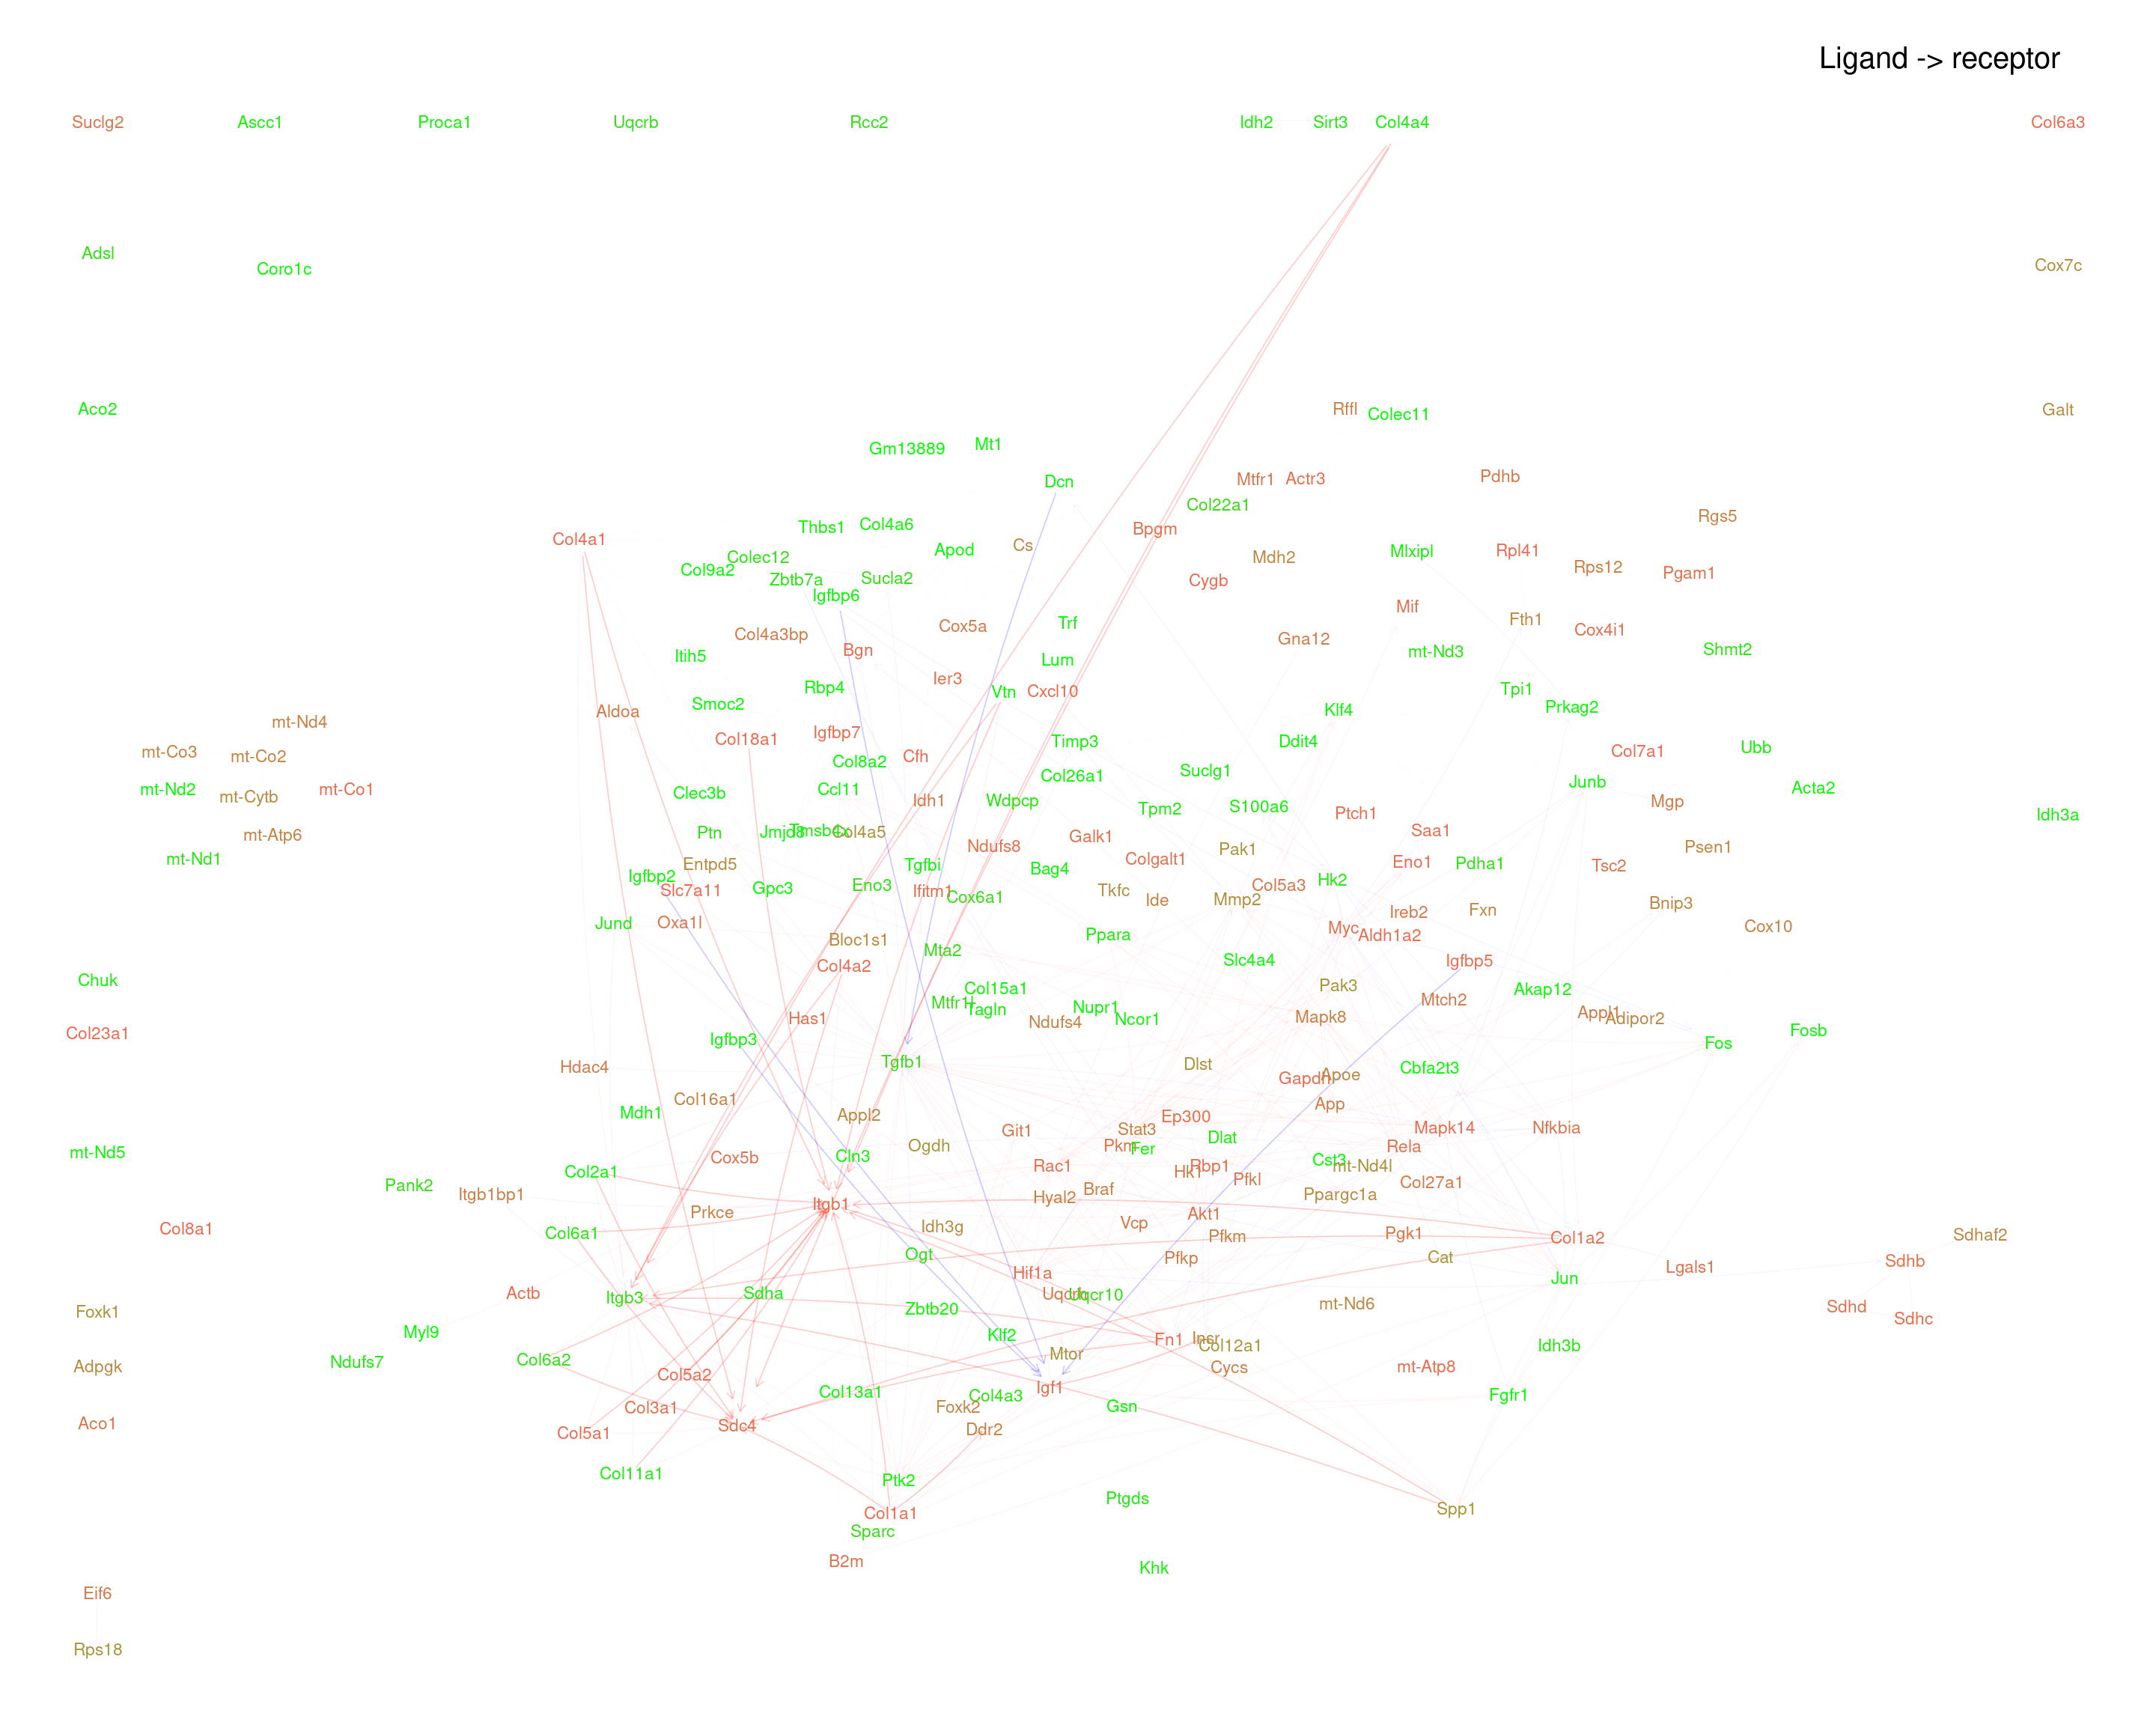 Ligand -> receptor
Suclg2
Ascc1
Proca1
Uqcrb
Rcc2
Idh2
Sirt3
Col4a4
Col6a3
Adsl
Coro1c
Cox7c
Aco2
Rffl
Colec11
Galt
Gm13889
Mt1
Dcn
Mtfr1
Actr3
Pdhb
Col22a1
Rgs5
Thbs1
Col4a6
Bpgm
Col4a1
Colec12
Apod
Cs
Mdh2
Mlxipl
Rpl41
Col9a2
Zbtb7a
Sucla2
Cygb
Rps12
Pgam1
Igfbp6
Mif
Fth1
Col4a3bp
Cox5a
Trf
Gna12
Cox4i1
Itih5
Bgn
Lum
mt-Nd3
Shmt2
Rbp4
Ier3
Vtn
Cxcl10
Tpi1
Smoc2
Aldoa
Klf4
Prkag2
mt-Nd4
Col18a1
Igfbp7
Timp3
Ddit4
mt-Co3
mt-Co2
Col8a2
Cfh
Col7a1
Ubb
mt-Nd2
mt-Cytb
mt-Co1
Clec3b
Ccl11
Idh1
Wdpcp
Col26a1
Suclg1
Junb
Acta2
mt-Atp6
Ptn
Jmjd8
Tmsb4x
Col4a5
Tpm2
S100a6
Ptch1
Mgp
Idh3a
mt-Nd1
Entpd5
Ndufs8
Galk1
Saa1
Igfbp2
Slc7a11
Gpc3
Eno3
Tgfbi
Bag4
Colgalt1
Pak1
Eno1
Pdha1
Tsc2
Psen1
Ifitm1
Cox6a1
Tkfc
Ide
Mmp2
Col5a3
Hk2
Jund
Oxa1l
Ireb2
Fxn
Bnip3
Bloc1s1
Mta2
Ppara
Myc
Aldh1a2
Cox10
Col4a2
Slc4a4
Igfbp5
Chuk
Mtfr1l
Col15a1
Tagln
Nupr1
Pak3
Mtch2
Akap12
Col23a1
Has1
Ndufs4
Ncor1
Mapk8
Appl1
Adipor2
Fosb
Igfbp3
Fos
Hdac4
Tgfb1
Dlst
Gapdh
Apoe
Cbfa2t3
Col16a1
Mdh1
Appl2
App
Ep300
Git1
Stat3
Mapk14
Nfkbia
mt-Nd5
Cox5b
Cln3
Ogdh
Pkm
Fer
Dlat
Rela
Col2a1
Rac1
Hk1
Rbp1
Pfkl
Cst3
mt-Nd4l
Pank2
Itgb1bp1
Itgb1
Hyal2
Braf
Ppargc1a
Col27a1
Col8a1
Col6a1
Prkce
Idh3g
Vcp
Akt1
Pfkm
Pgk1
Col1a2
Sdhaf2
Ogt
Pfkp
Cat
Actb
Itgb3
Sdha
Hif1a
Jun
Lgals1
Sdhb
Foxk1
Zbtb20
Uqcrh
Uqcr10
mt-Nd6
Sdhd
Sdhc
Myl9
Klf2
Fn1
Insr
Col12a1
Idh3b
Adpgk
Ndufs7
Col6a2
Col5a2
Mtor
Cycs
mt-Atp8
Aco1
Col3a1
Col13a1
Igf1
Col4a3
Fgfr1
Col5a1
Sdc4
Foxk2
Ddr2
Gsn
Col11a1
Ptk2
Ptgds
Spp1
Col1a1
Sparc
B2m
Khk
Eif6
Rps18